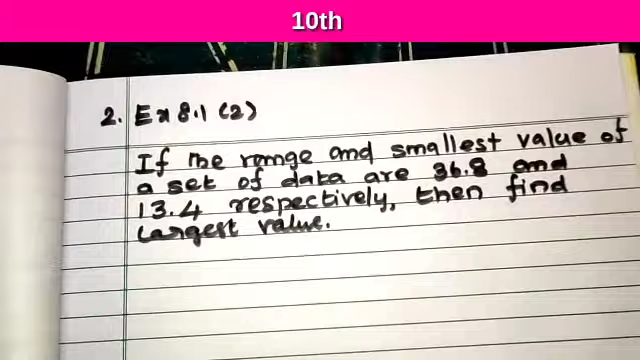 10th
2. Ex 8.1 (2)
If the range and smallest value of
a set of data are 36.8 and
13.4 respectively, then find
largest value.